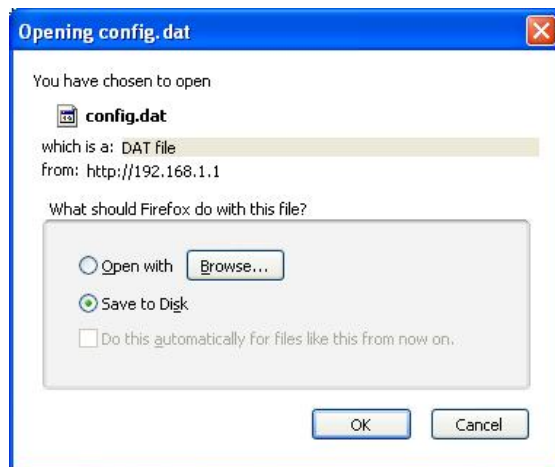 Opening config.dat
You have chosen to open
config.dat
which is a: DAT file
from: http://192.168.1.1
What should Firefox do with this file?
Open with Browse...
Save to Disk
Do this automatically for files like this from now on.
OK Cancel